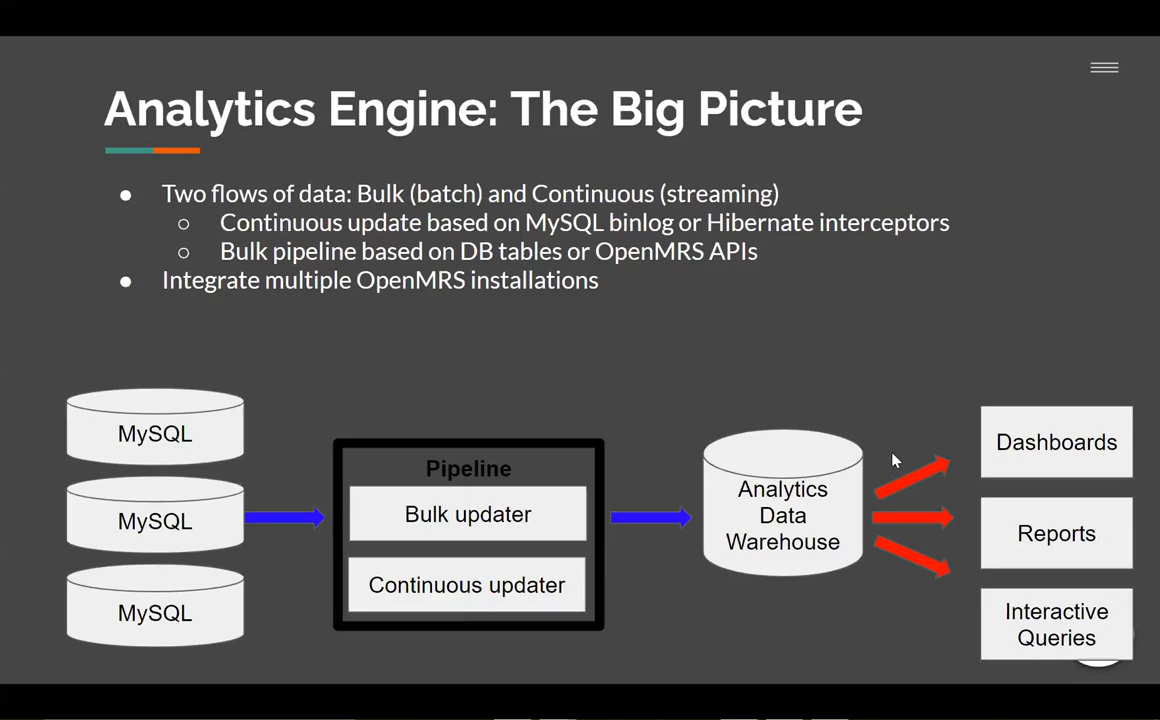 Analytics Engine: The Big Picture
● Two flows of data: Bulk (batch) and Continuous (streaming)
○ Continuous update based on MySQL binlog or Hibernate interceptors
○ Bulk pipeline based on DB tables or OpenMRS APIs
● Integrate multiple OpenMRS installations
MySQL
MySQL
MySQL
Pipeline
Bulk updater
Continuous updater
Analytics
Data
Warehouse
Dashboards
Reports
Interactive
Queries